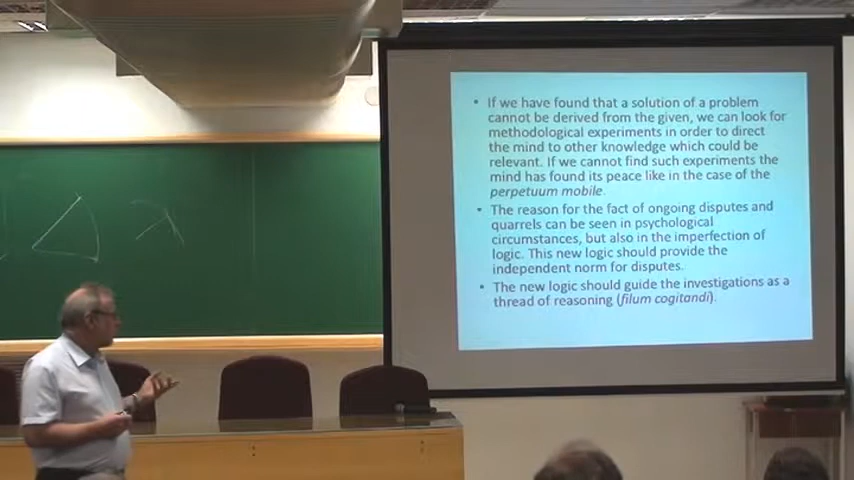 • If we have found that a solution of a problem
cannot be derived from the given, we can look for
methodological experiments in order to direct
the mind to other knowledge which could be
relevant. If we cannot find such experiments the
mind has found its peace like in the case of the
perpetuum mobile.
• The reason for the fact of ongoing disputes and
quarrels can be seen in psychological
circumstances, but also in the imperfection of
logic. This new logic should provide the
independent norm for disputes.
• The new logic should guide the investigations as a
thread of reasoning (filum cogitandi).